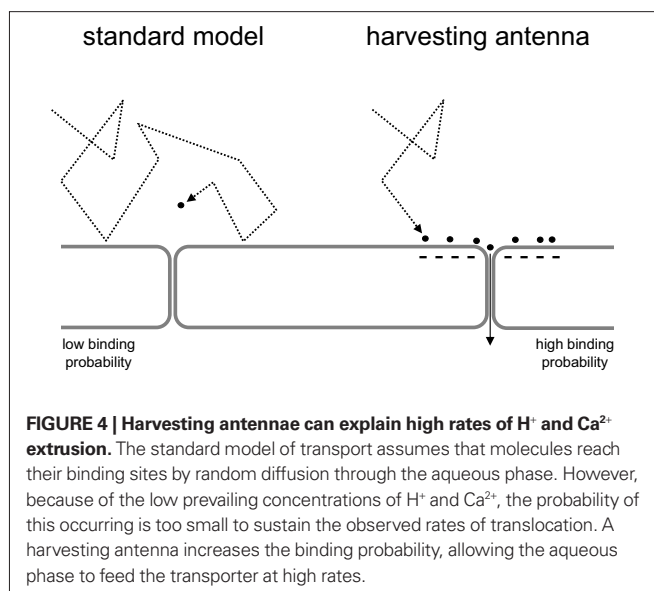 standard model
harvesting antenna
low binding
probability
high binding
probability
FIGURE 4 | Harvesting antennae can explain high rates of H⁺ and Ca²⁺
extrusion. The standard model of transport assumes that molecules reach
their binding sites by random diffusion through the aqueous phase. However,
because of the low prevailing concentrations of H⁺ and Ca²⁺, the probability of
this occurring is too small to sustain the observed rates of translocation. A
harvesting antenna increases the binding probability, allowing the aqueous
phase to feed the transporter at high rates.